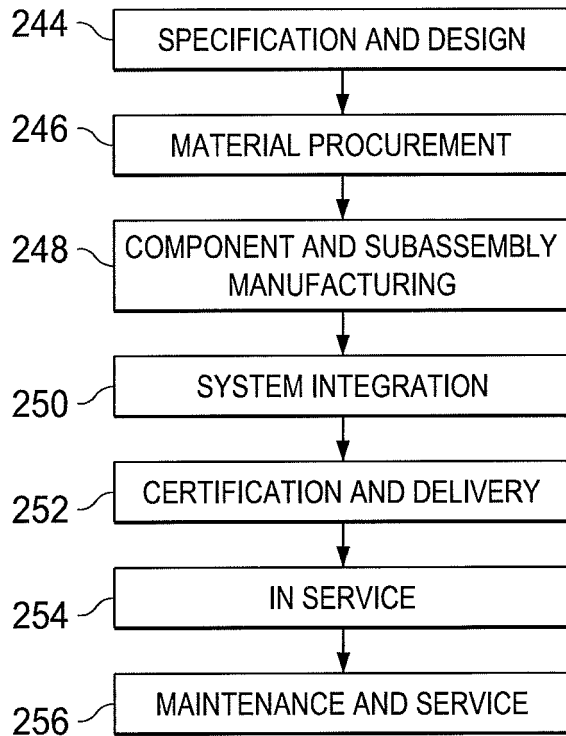 244
SPECIFICATION AND DESIGN
246
MATERIAL PROCUREMENT
248
COMPONENT AND SUBASSEMBLY
MANUFACTURING
250
SYSTEM INTEGRATION
252
CERTIFICATION AND DELIVERY
254
IN SERVICE
256
MAINTENANCE AND SERVICE